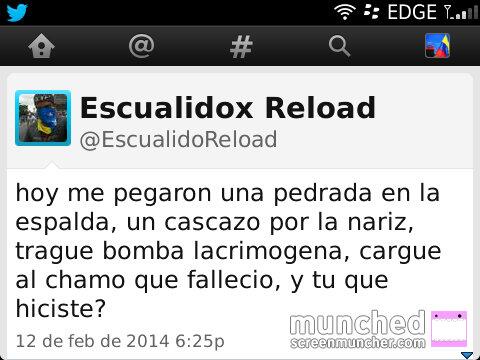 EDGE
@
#
Escualidox Reload
@EscualidoReload
hoy me pegaron una pedrada en la
espalda, un cascazo por la nariz,
trague bomba lacrimogena, cargue
al chamo que fallecio, y tu que
hiciste?
12 de feb de 2014 6:25p
munched
screenmuncher.com